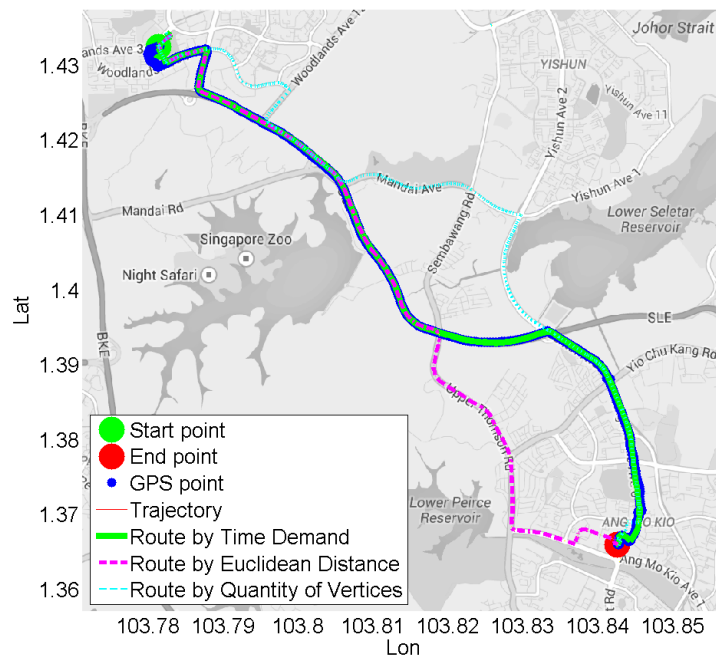 Johor Strait
lands Ave 3
Woodlands Ave 1
Woodlands
YISHUN
Yishun Ave 2
Ave 11
BKE
Mandai Ave
Yishun Ave 1
Mandai Rd
Lower Seletar
Reservoir
Singapore Zoo
Sembawang Rd
Night Safari
SLE
BKE
Yio Chu Kang Rd
Upper Thomson Rd
Lower Peirce
Reservoir
ANG MO KIO
Ang Mo Kio Ave 1
t Rd
Start point
End point
GPS point
Trajectory
Route by Time Demand
Route by Euclidean Distance
Route by Quantity of Vertices
1.43
1.42
1.41
1.4
1.39
1.38
1.37
1.36
Lat
103.78 103.79 103.8 103.81 103.82 103.83 103.84 103.85
Lon